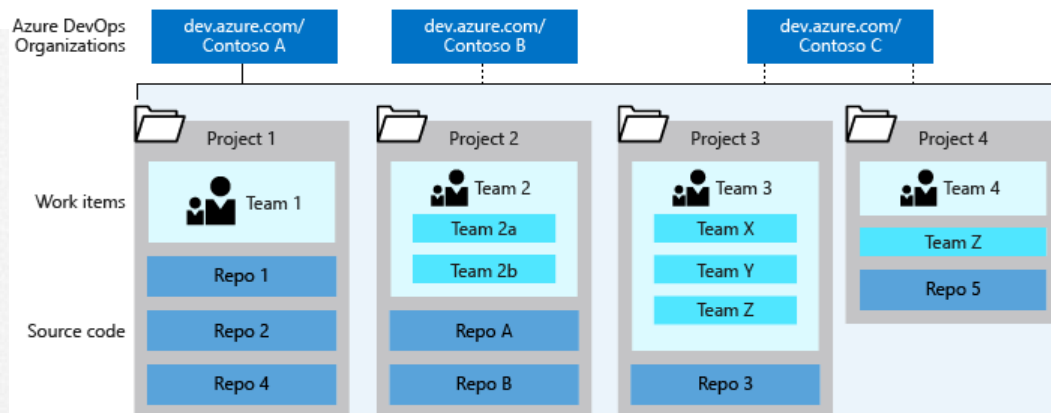 Azure DevOps
Organizations
dev.azure.com/
Contoso A
dev.azure.com/
Contoso B
dev.azure.com/
Contoso C
Project 1
Project 2
Project 3
Project 4
Work items
Team 1
Team 2
Team 2a
Team 2b
Team 3
Team X
Team Y
Team Z
Team 4
Team Z
Source code
Repo 1
Repo 2
Repo 4
Repo A
Repo B
Repo 3
Repo 5